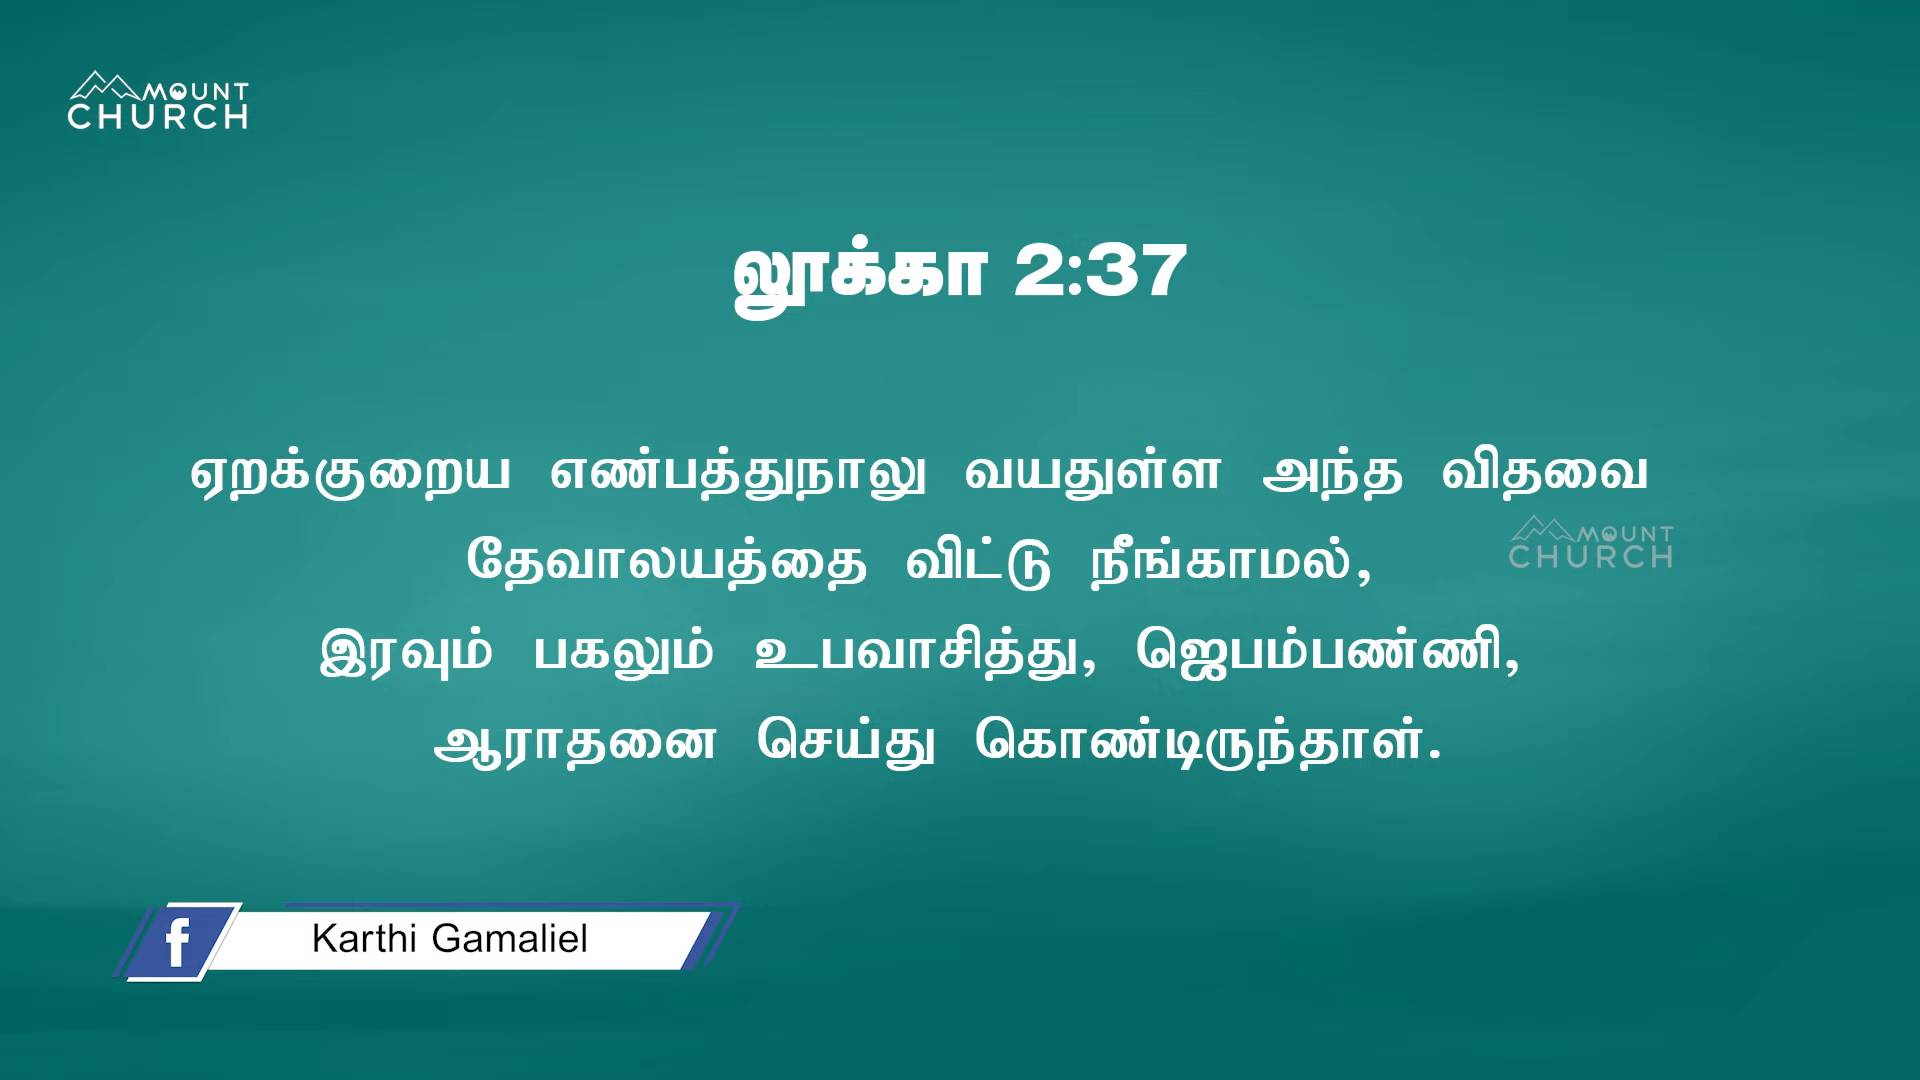 MOUNT
CHURCH
லூக்கா 2:37
ஏறக்குறைய எண்பத்துநாலு வயதுள்ள அந்த விதவை
தேவாலயத்தை விட்டு நீங்காமல்,
MOUNT
CHURCH
இரவும் பகலும் உபவாசித்து, ஜெபம்பண்ணி,
ஆராதனை செய்து கொண்டிருந்தாள்.
f
Karthi Gamaliel